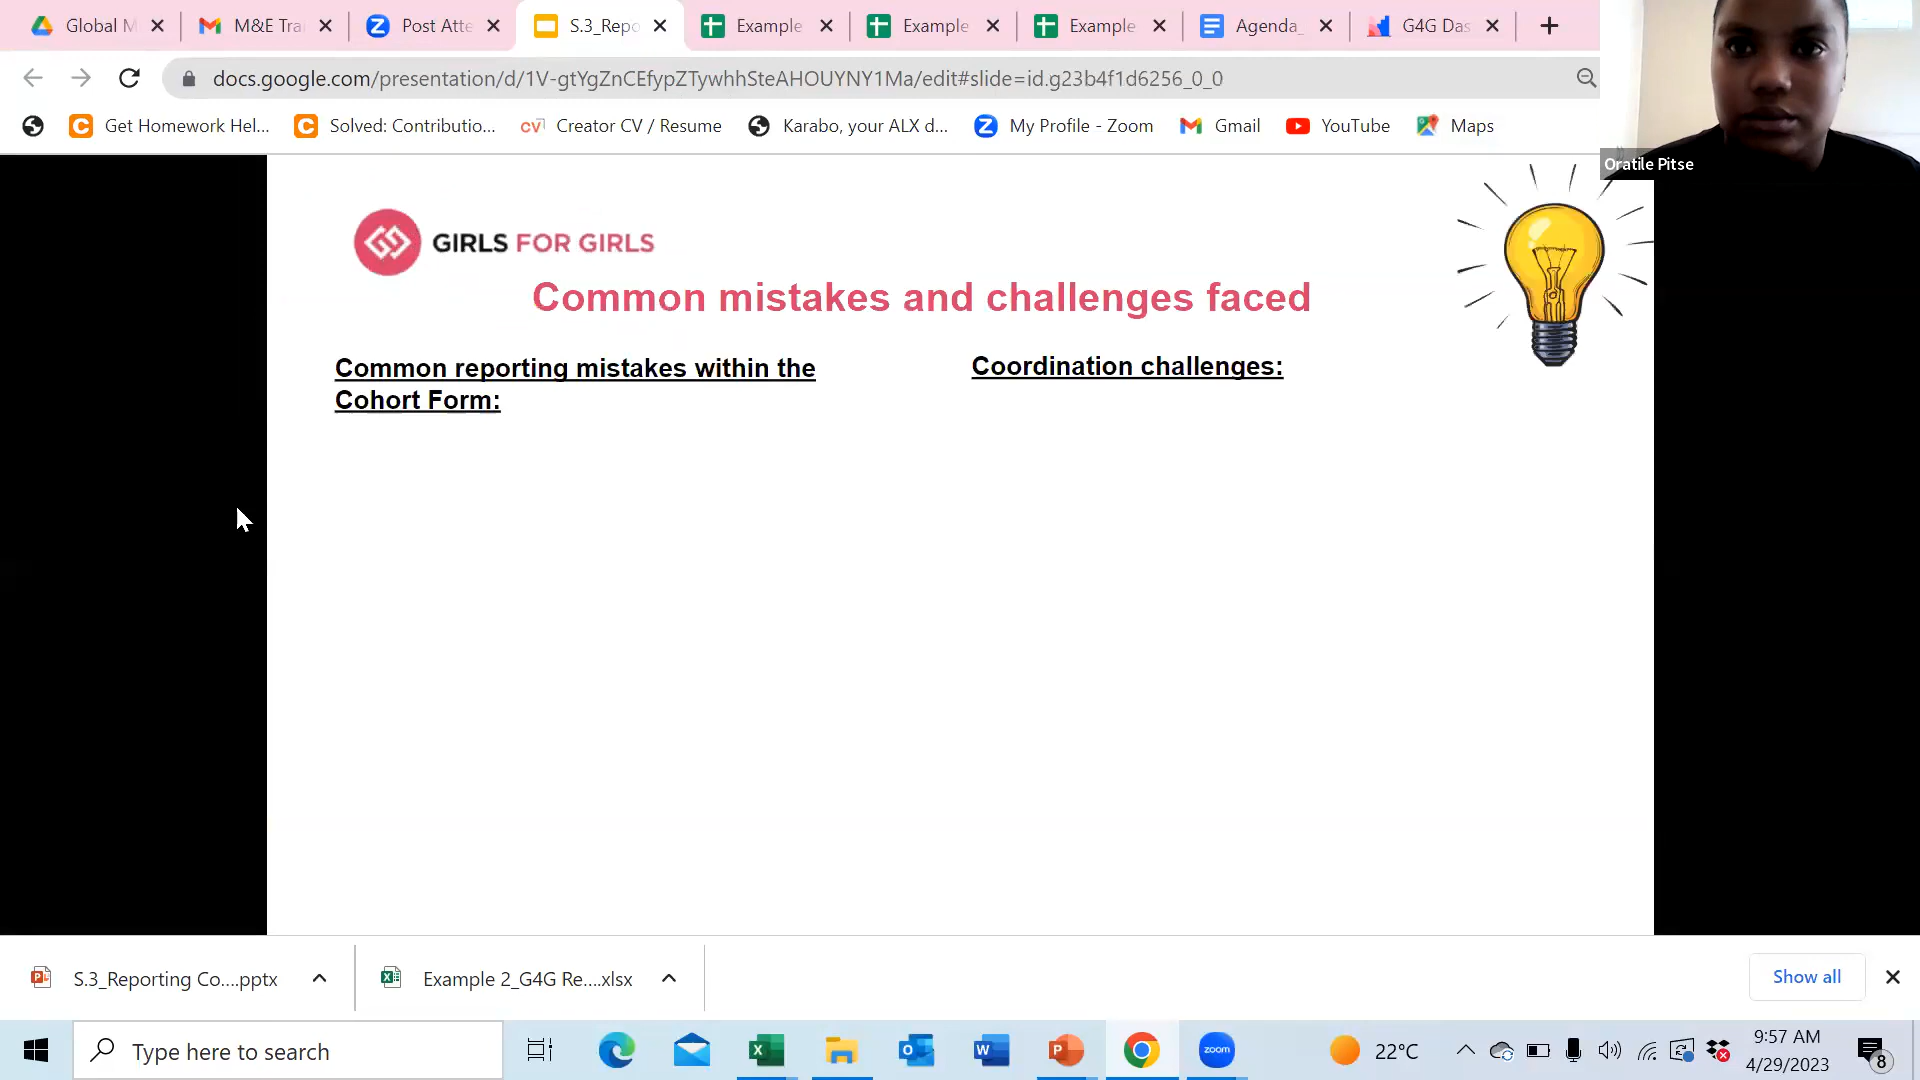 Global M
M&E Tra
Post Atte
S.3_Repo
Example
Example
Example
Agenda_
G4G Das
docs.google.com/presentation/d/1V-gtYgZnCEfypZTywhhSteAHOUYNY1Ma/edit#slide=id.g23b4f1d6256_0_0
Get Homework Hel...
Solved: Contributio...
CV
Creator CV / Resume
Karabo, your ALX d...
My Profile - Zoom
Gmail
YouTube
Maps
Oratile Pitse
GIRLS FOR GIRLS
Common mistakes and challenges faced
Common reporting mistakes within the
Cohort Form:
Coordination challenges:
S.3_Reporting Co....pptx
Example 2_G4G Re....xlsx
Show all
Type here to search
zoom
22°C
9:57 AM
4/29/2023
8